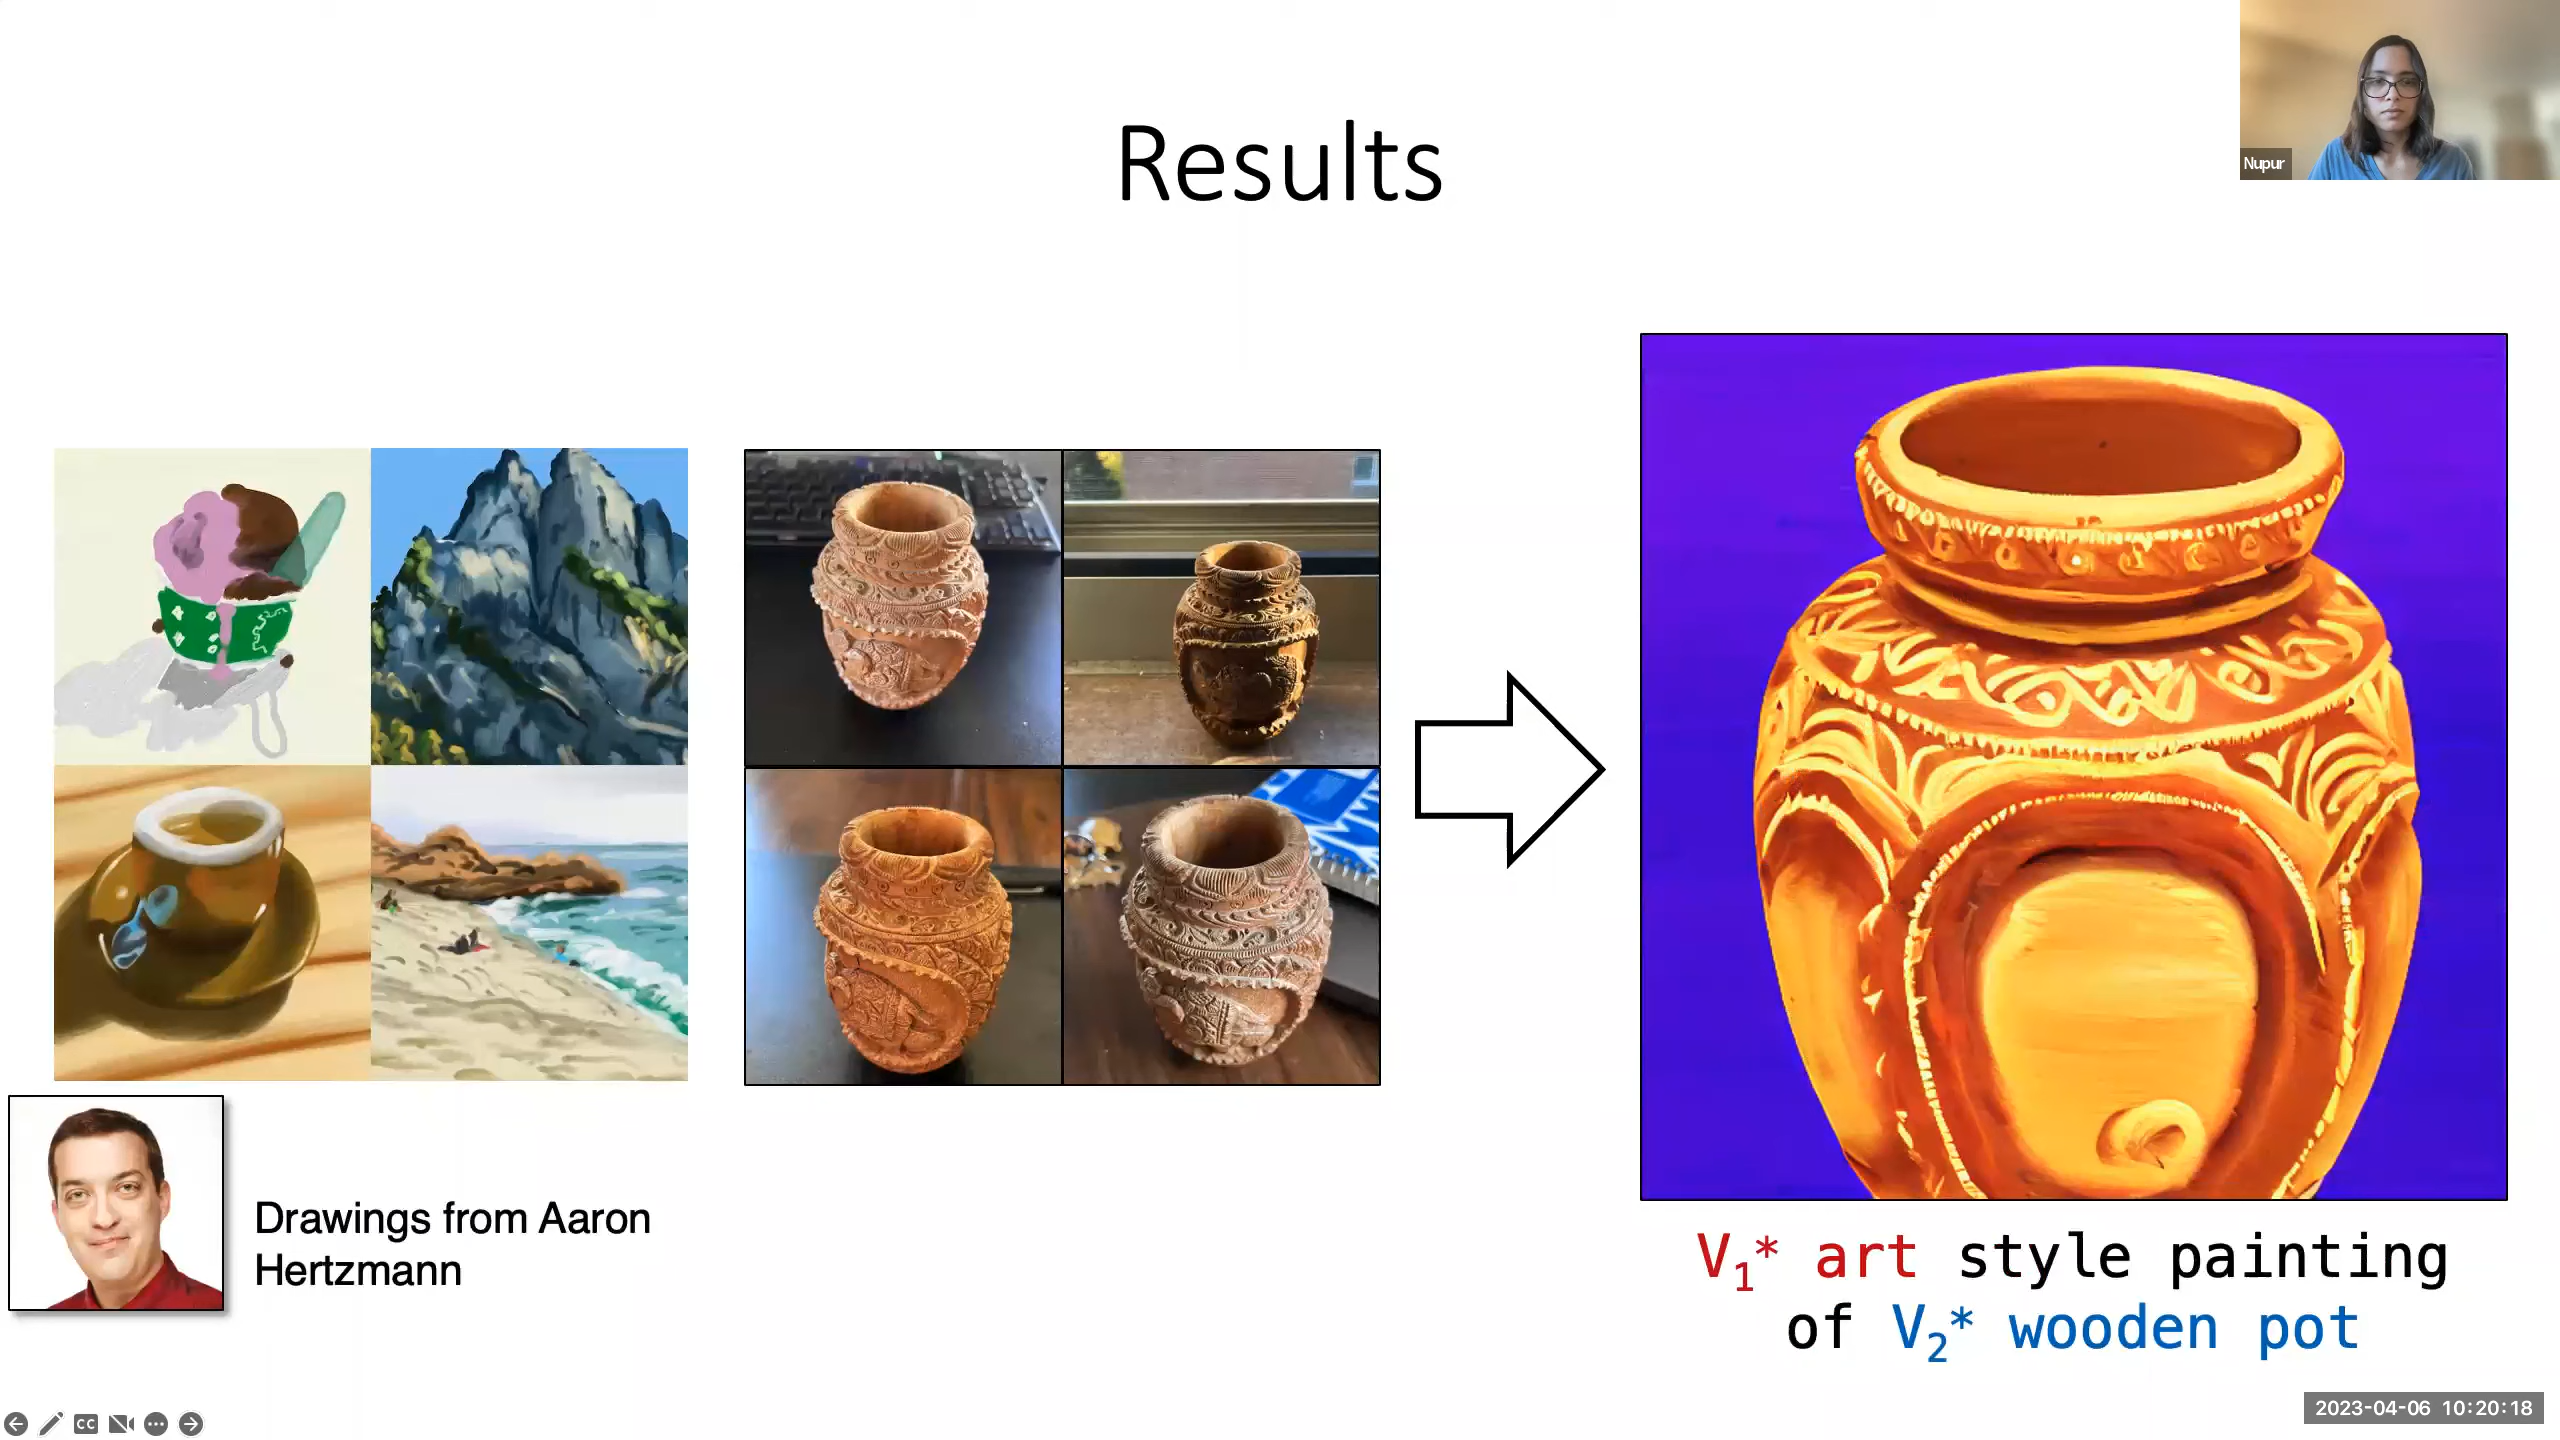 Results
Nupur
Drawings from Aaron
Hertzmann
V₁* art style painting
of V₂* wooden pot
CC
2023-04-06 10:20:18